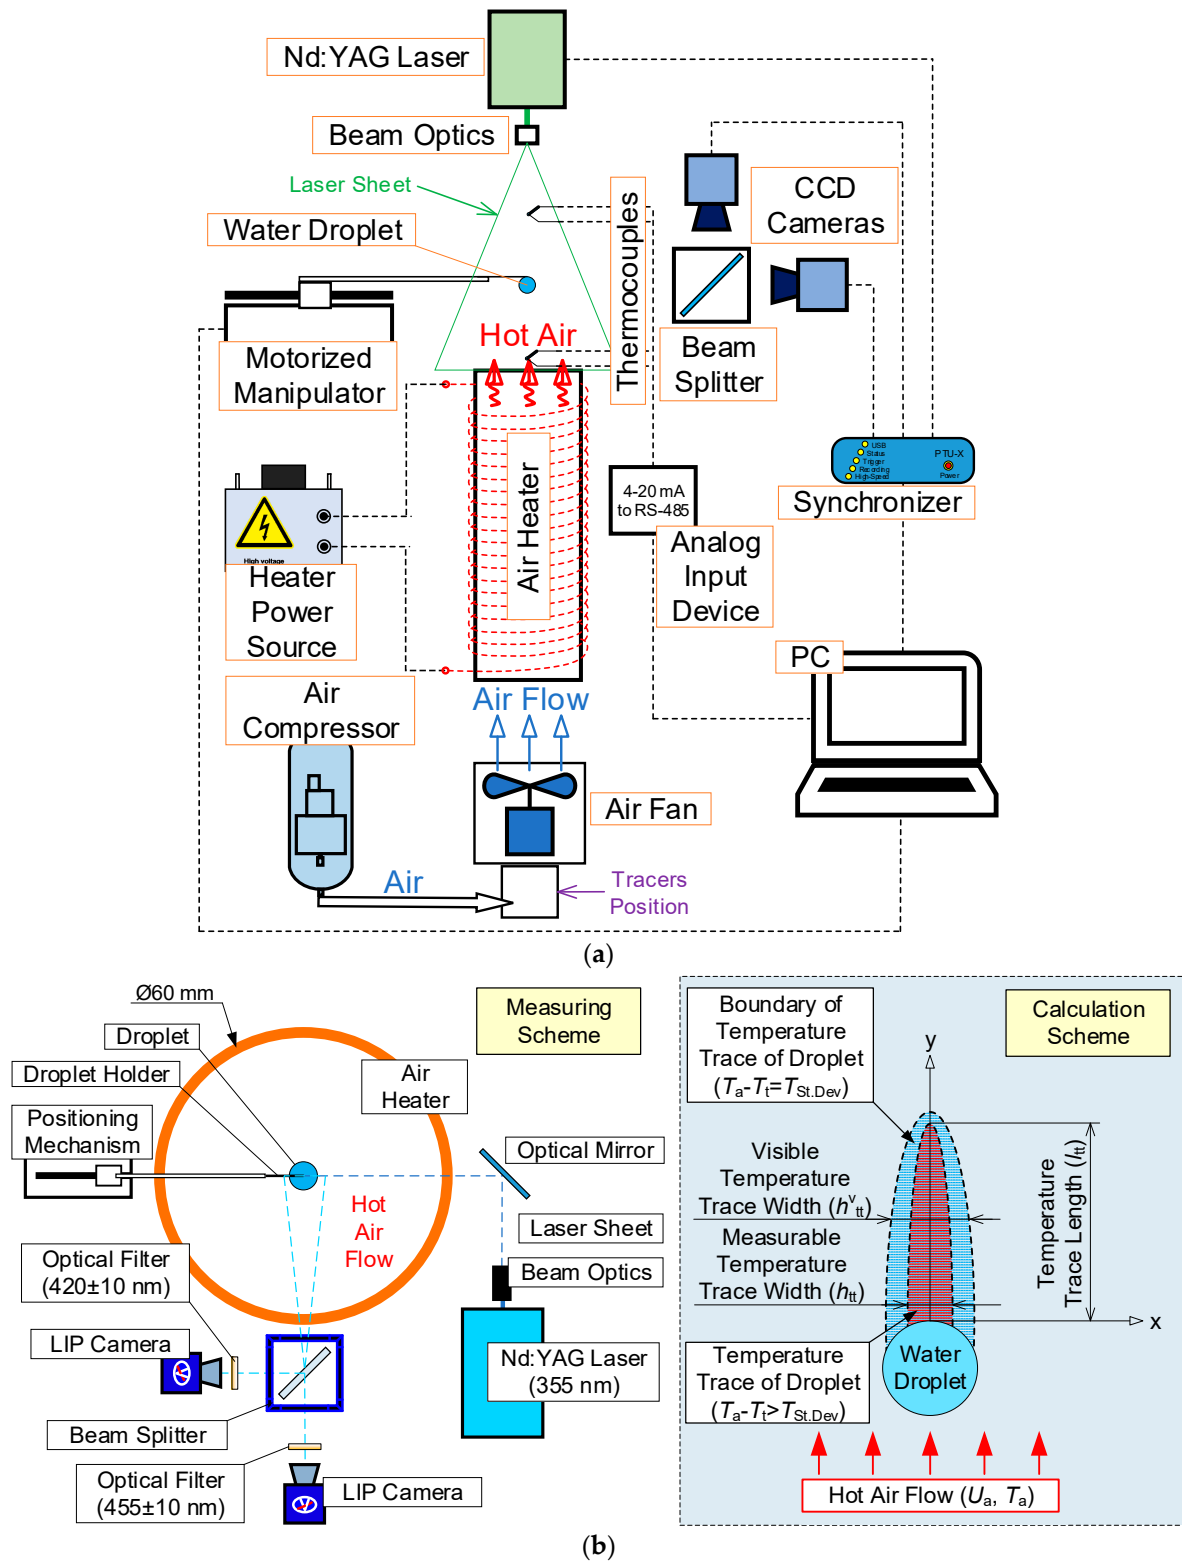 Nd:YAG Laser
Beam Optics
Laser Sheet
Water Droplet
Thermocouples
CCD
Cameras
Hot Air
Motorized
Manipulator
Beam
Splitter
USB
Status
Trigger
Recording
High-Speed
PTU-X
Power
Synchronizer
Air Heater
4-20 mA
to RS-485
Analog
Input
Device
High voltage
Heater
Power
Source
PC
Air
Compressor
Air Flow
Air Fan
Air
Tracers
Position
(a)
Ø60 mm
Droplet
Droplet Holder
Positioning
Mechanism
Measuring
Scheme
Air
Heater
Optical Mirror
Hot
Air
Flow
Laser Sheet
Beam Optics
Optical Filter
(420±10 nm)
LIP Camera
Nd:YAG Laser
(355 nm)
Beam Splitter
Optical Filter
(455±10 nm)
LIP Camera
Boundary of
Temperature
Trace of Droplet
(Ta-Tt=TSt.Dev)
Calculation
Scheme
y
Visible
Temperature
Trace Width (hvtt)
Measurable
Temperature
Trace Width (htt)
Temperature
Trace Length (ltt)
x
Water
Droplet
Temperature
Trace of Droplet
(Ta-Tt>TSt.Dev)
Hot Air Flow (Ua, Ta)
(b)